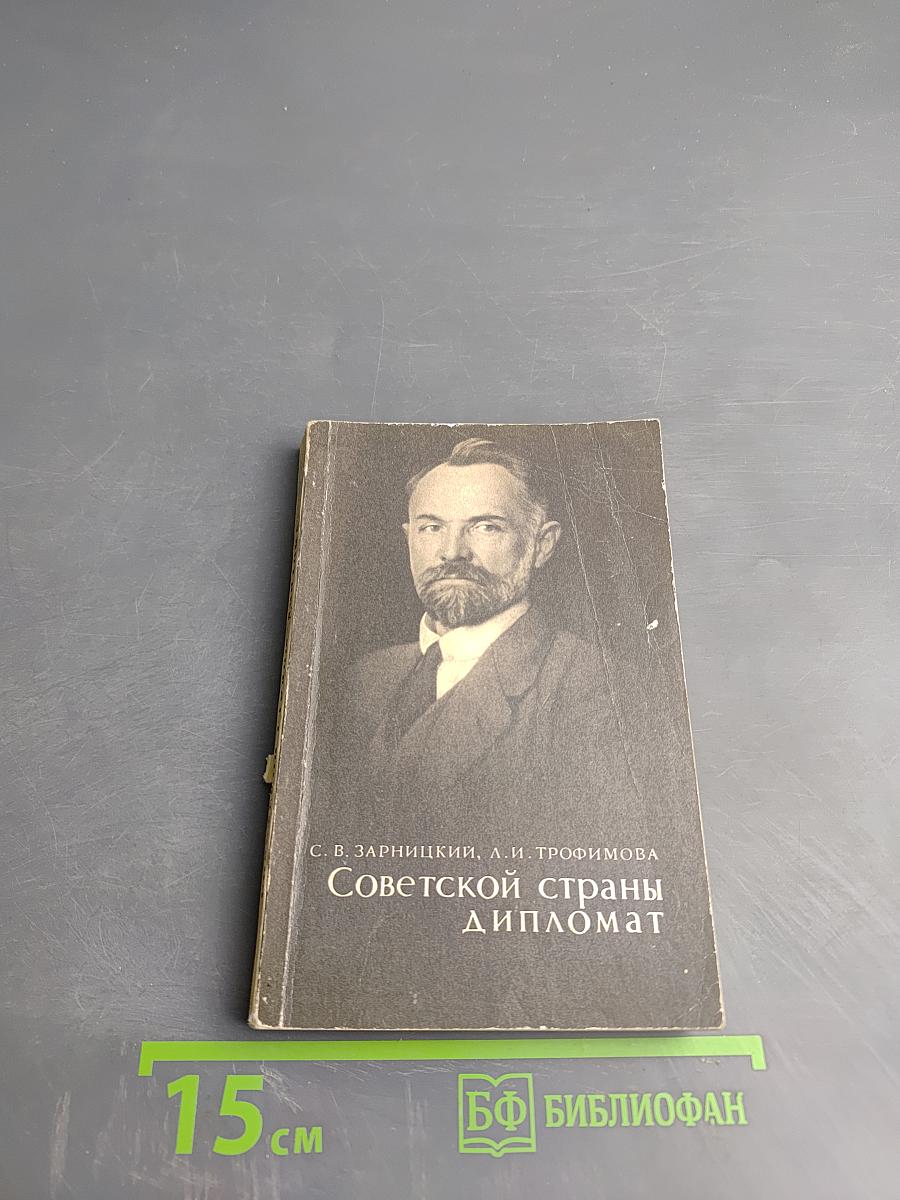 С. В. ЗАРНИЦКИЙ, Л. И. ТРОФИМОВА
Советской страны
дипломат
15 см
БФ БИБЛИОФАН